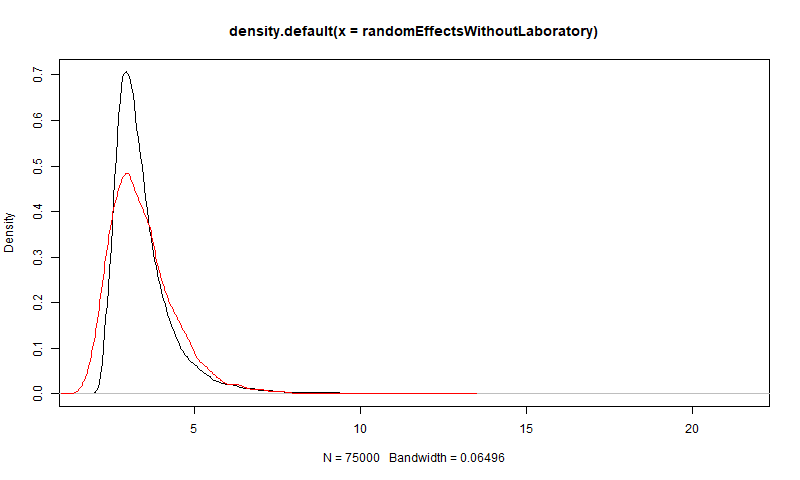 density.default(x = randomEffectsWithoutLaboratory)
Density
0.7
0.6
0.5
0.4
0.3
0.2
0.1
0.0
5 10 15 20
N = 75000 Bandwidth = 0.06496